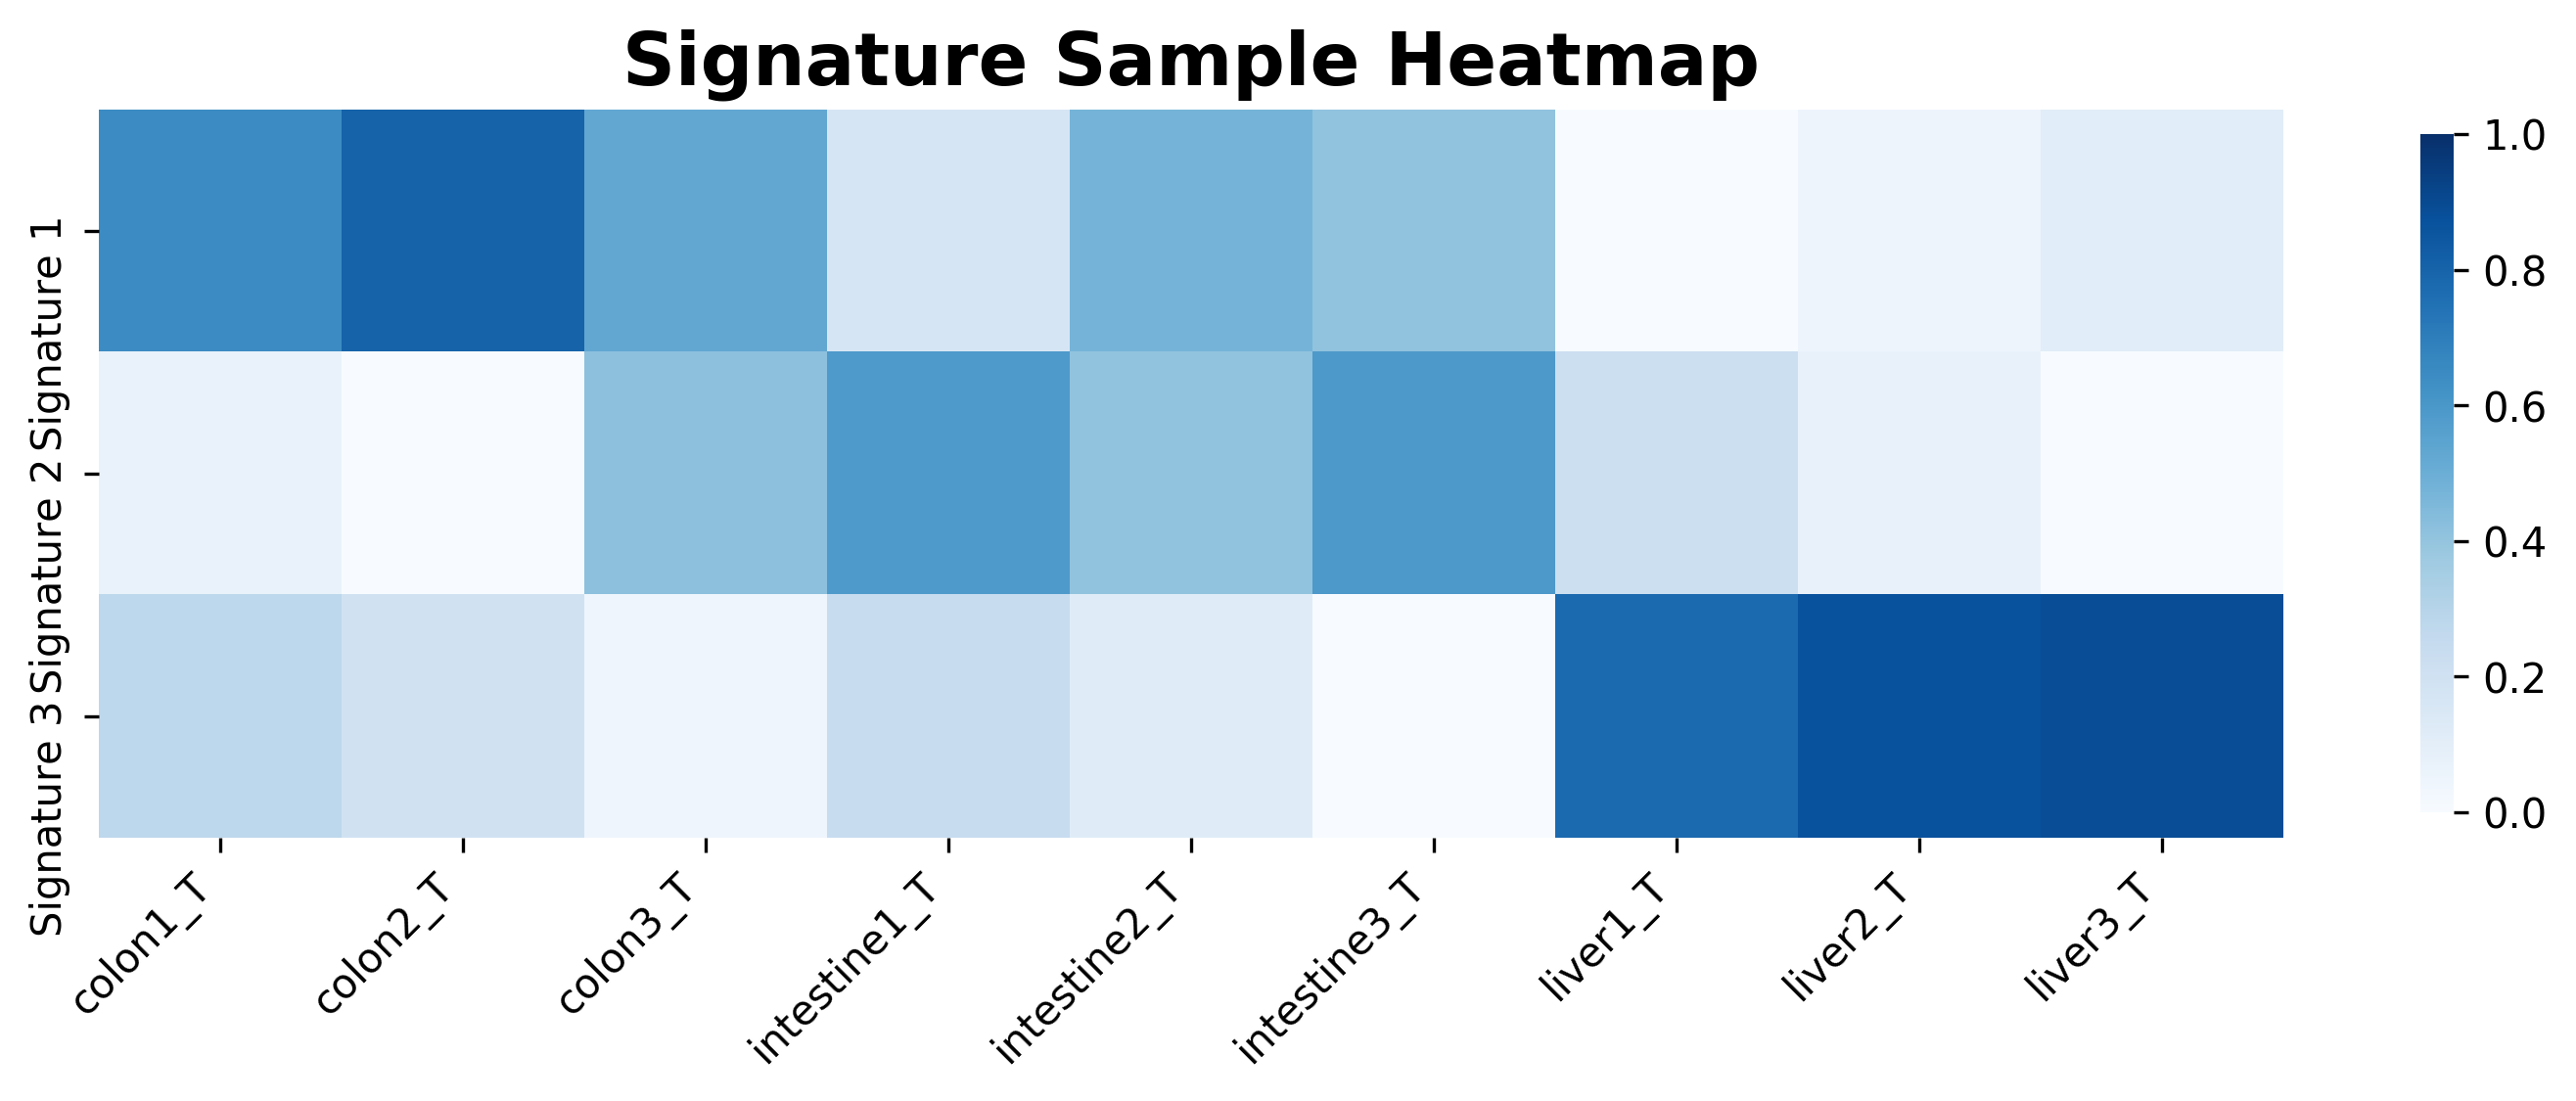 Signature Sample Heatmap
Signature 1
Signature 2
Signature 3
colon1_T
colon2_T
colon3_T
intestine1_T
intestine2_T
intestine3_T
liver1_T
liver2_T
liver3_T
1.0
0.8
0.6
0.4
0.2
0.0